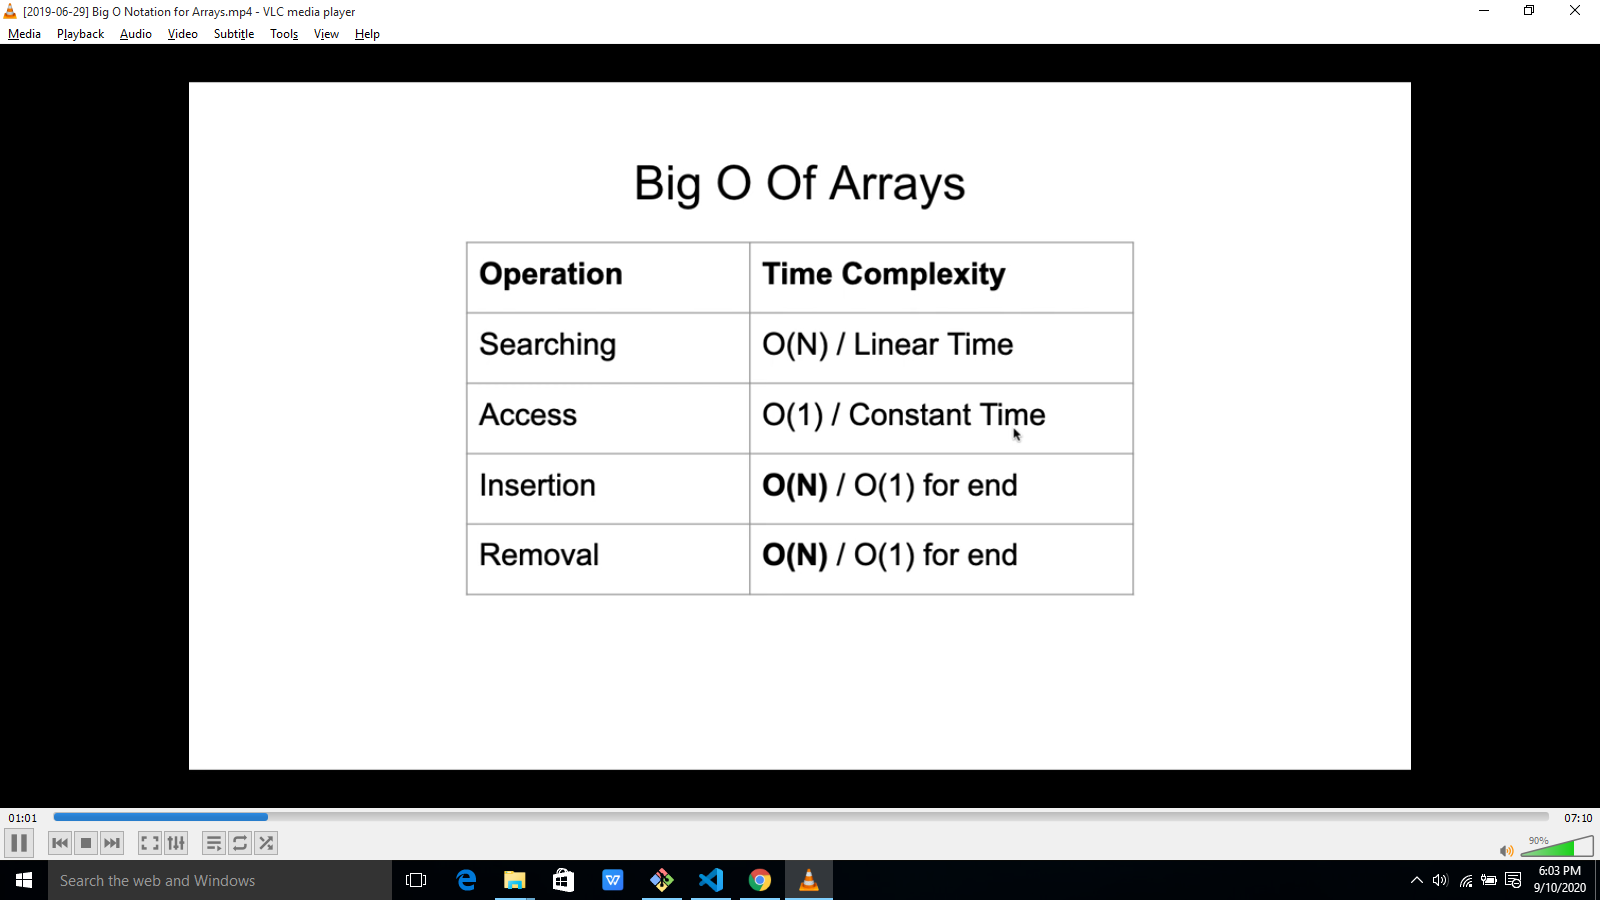 [2019-06-29] Big O Notation for Arrays.mp4 - VLC media player
Media Playback Audio Video Subtitle Tools View Help
Big O Of Arrays
Operation Time Complexity
Searching O(N) / Linear Time
Access O(1) / Constant Time
Insertion O(N) / O(1) for end
Removal O(N) / O(1) for end
01:01 07:10
90%
Search the web and Windows
6:03 PM
9/10/2020